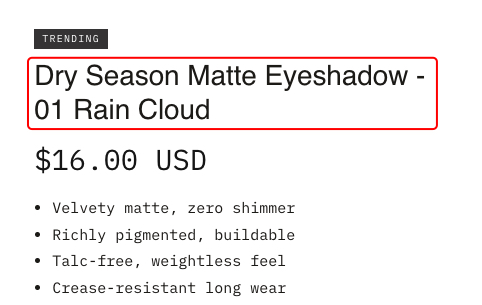 TRENDING
Dry Season Matte Eyeshadow -
01 Rain Cloud
$16.00 USD
• Velvety matte, zero shimmer
• Richly pigmented, buildable
• Talc-free, weightless feel
• Crease-resistant long wear